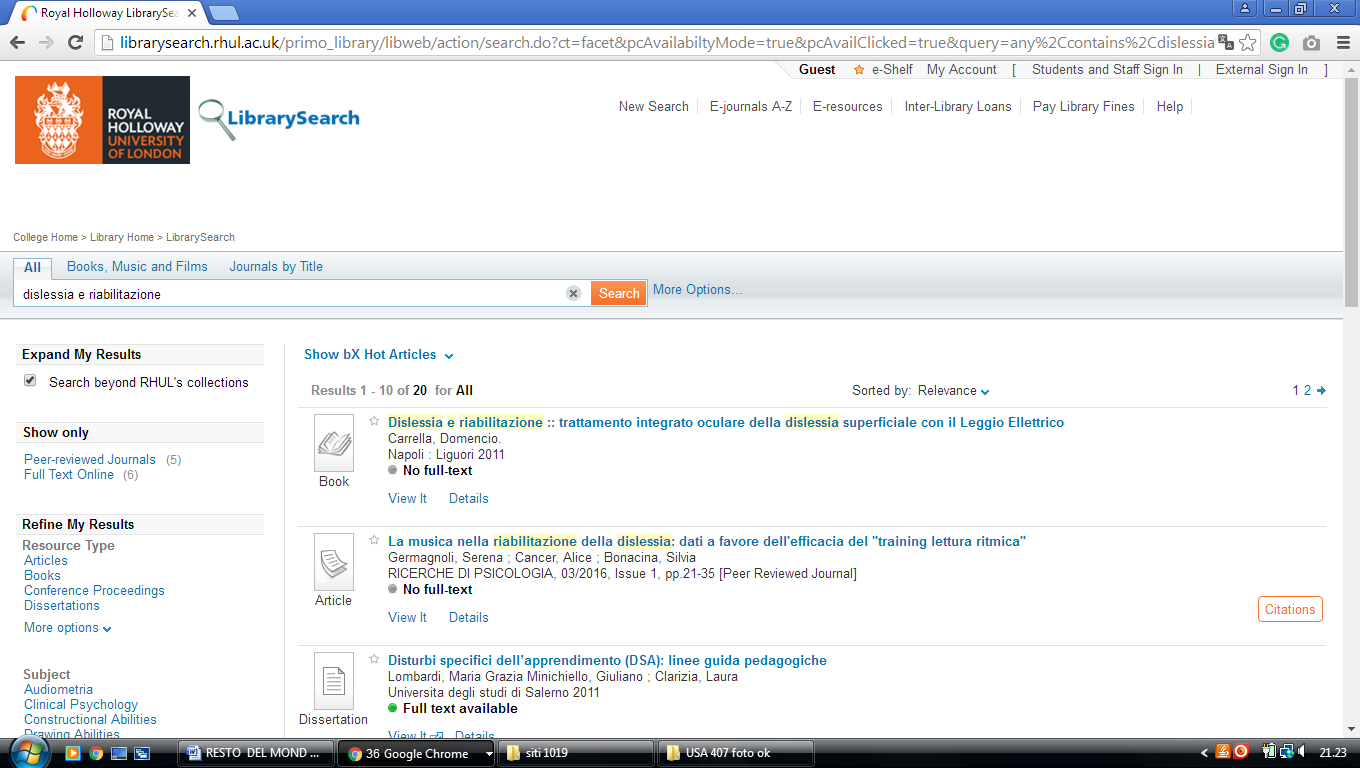 Royal Holloway LibrarySea
librarysearch.rhul.ac.uk/primo_library/libweb/action/search.do?ct=facet&pcAvailabiltyMode=true&pcAvailClicked=true&query=any%2Ccontains%2Cdislessia
Guest e-Shelf My Account [ Students and Staff Sign In | External Sign In ]
ROYAL
HOLLOWAY
UNIVERSITY
OF LONDON
LibrarySearch
New Search E-journals A-Z E-resources Inter-Library Loans Pay Library Fines Help
College Home > Library Home > LibrarySearch
All Books, Music and Films Journals by Title
dislessia e riabilitazione Search More Options...
Expand My Results
Search beyond RHUL's collections
Show only
Peer-reviewed Journals (5)
Full Text Online (6)
Refine My Results
Resource Type
Articles
Books
Conference Proceedings
Dissertations
More options
Subject
Audiometria
Clinical Psychology
Constructional Abilities
Drawing Abilities
Show bX Hot Articles
Results 1 - 10 of 20 for All Sorted by: Relevance 1 2
Dislessia e riabilitazione :: trattamento integrato oculare della dislessia superficiale con il Leggio Ellettrico
Carrella, Domencio.
Napoli : Liguori 2011
No full-text
Book
View It Details
La musica nella riabilitazione della dislessia: dati a favore dell'efficacia del "training lettura ritmica"
Germagnoli, Serena ; Cancer, Alice ; Bonacina, Silvia
RICERCHE DI PSICOLOGIA, 03/2016, Issue 1, pp.21-35 [Peer Reviewed Journal]
No full-text
Article
Citations
View It Details
Disturbi specifici dell'apprendimento (DSA): linee guida pedagogiche
Lombardi, Maria Grazia Minichiello, Giuliano ; Clarizia, Laura
Universita degli studi di Salerno 2011
Full text available
Dissertation
View It Details
RESTO DEL MOND ... 36 Google Chrome siti 1019 USA 407 foto ok 21.23